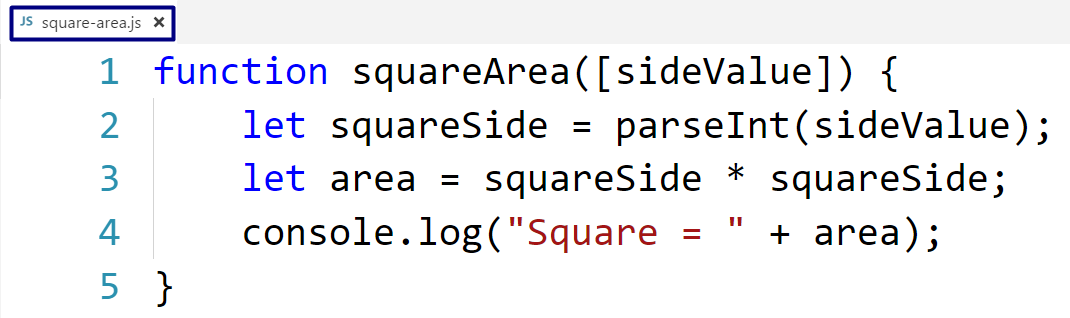 JS square-area.js ×
1 function squareArea([sideValue]) {
2     let squareSide = parseInt(sideValue);
3     let area = squareSide * squareSide;
4     console.log("Square = " + area);
5 }